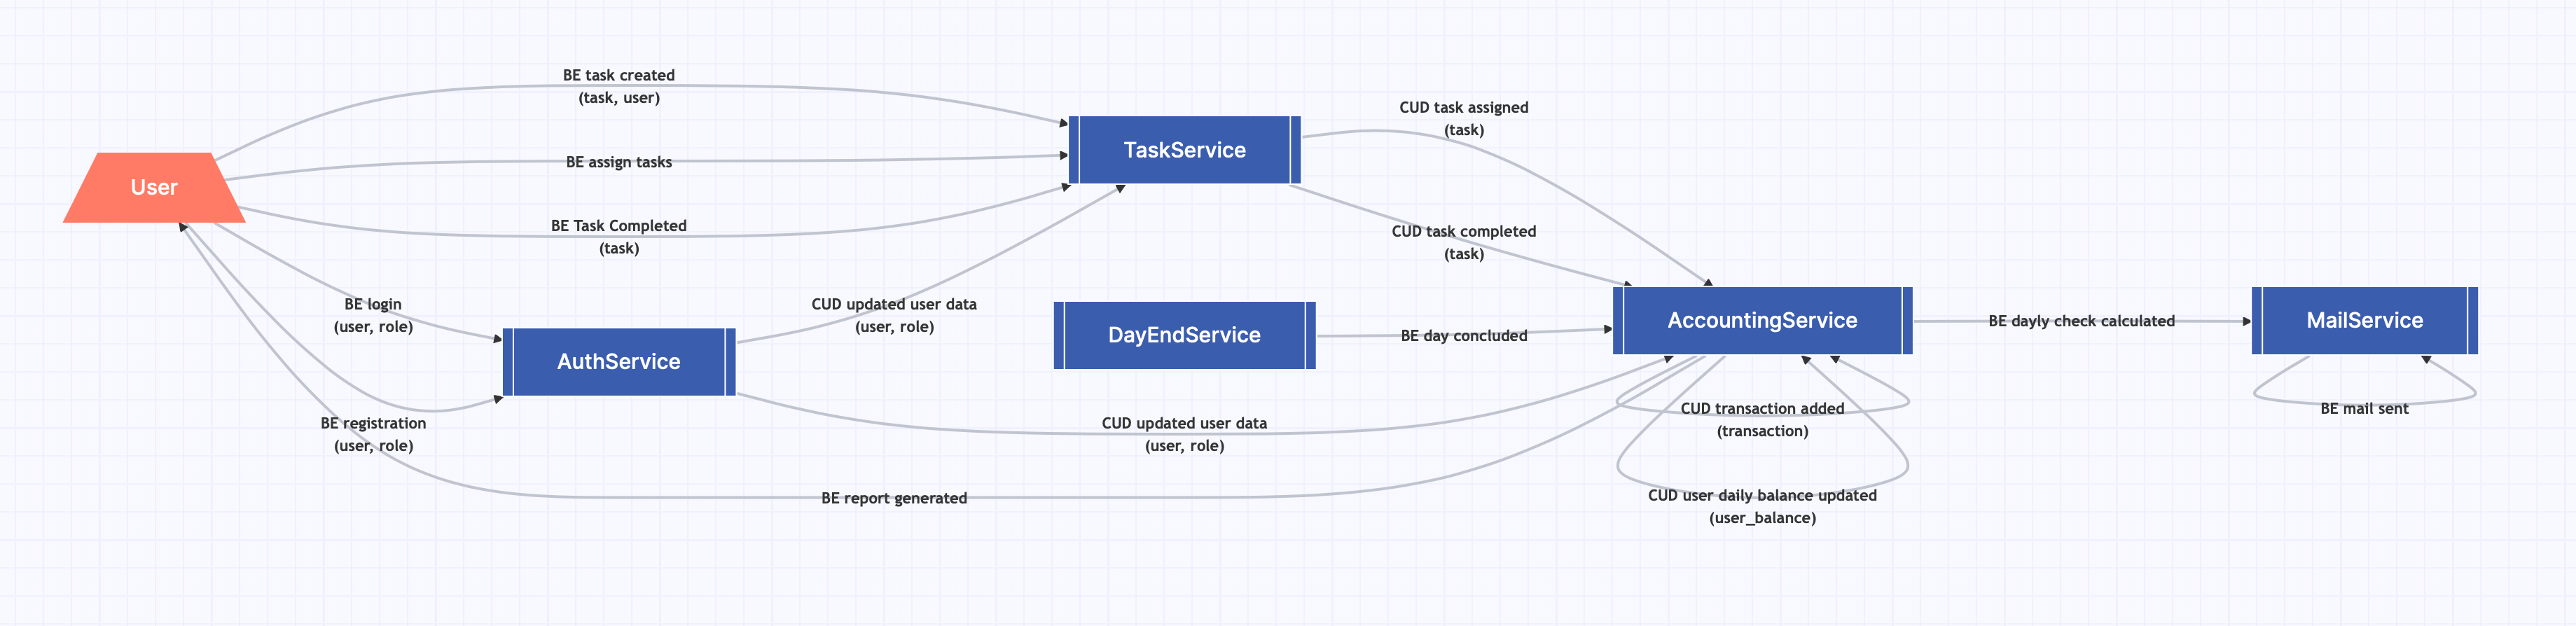 BE task created
(task, user)
CUD task assigned
(task)
TaskService
BE assign tasks
User
BE Task Completed
(task)
CUD task completed
(task)
BE login
(user, role)
CUD updated user data
(user, role)
DayEndService
BE day concluded
AccountingService
BE dayly check calculated
MailService
AuthService
BE registration
(user, role)
CUD updated user data
(user, role)
CUD transaction added
(transaction)
BE mail sent
BE report generated
CUD user daily balance updated
(user_balance)